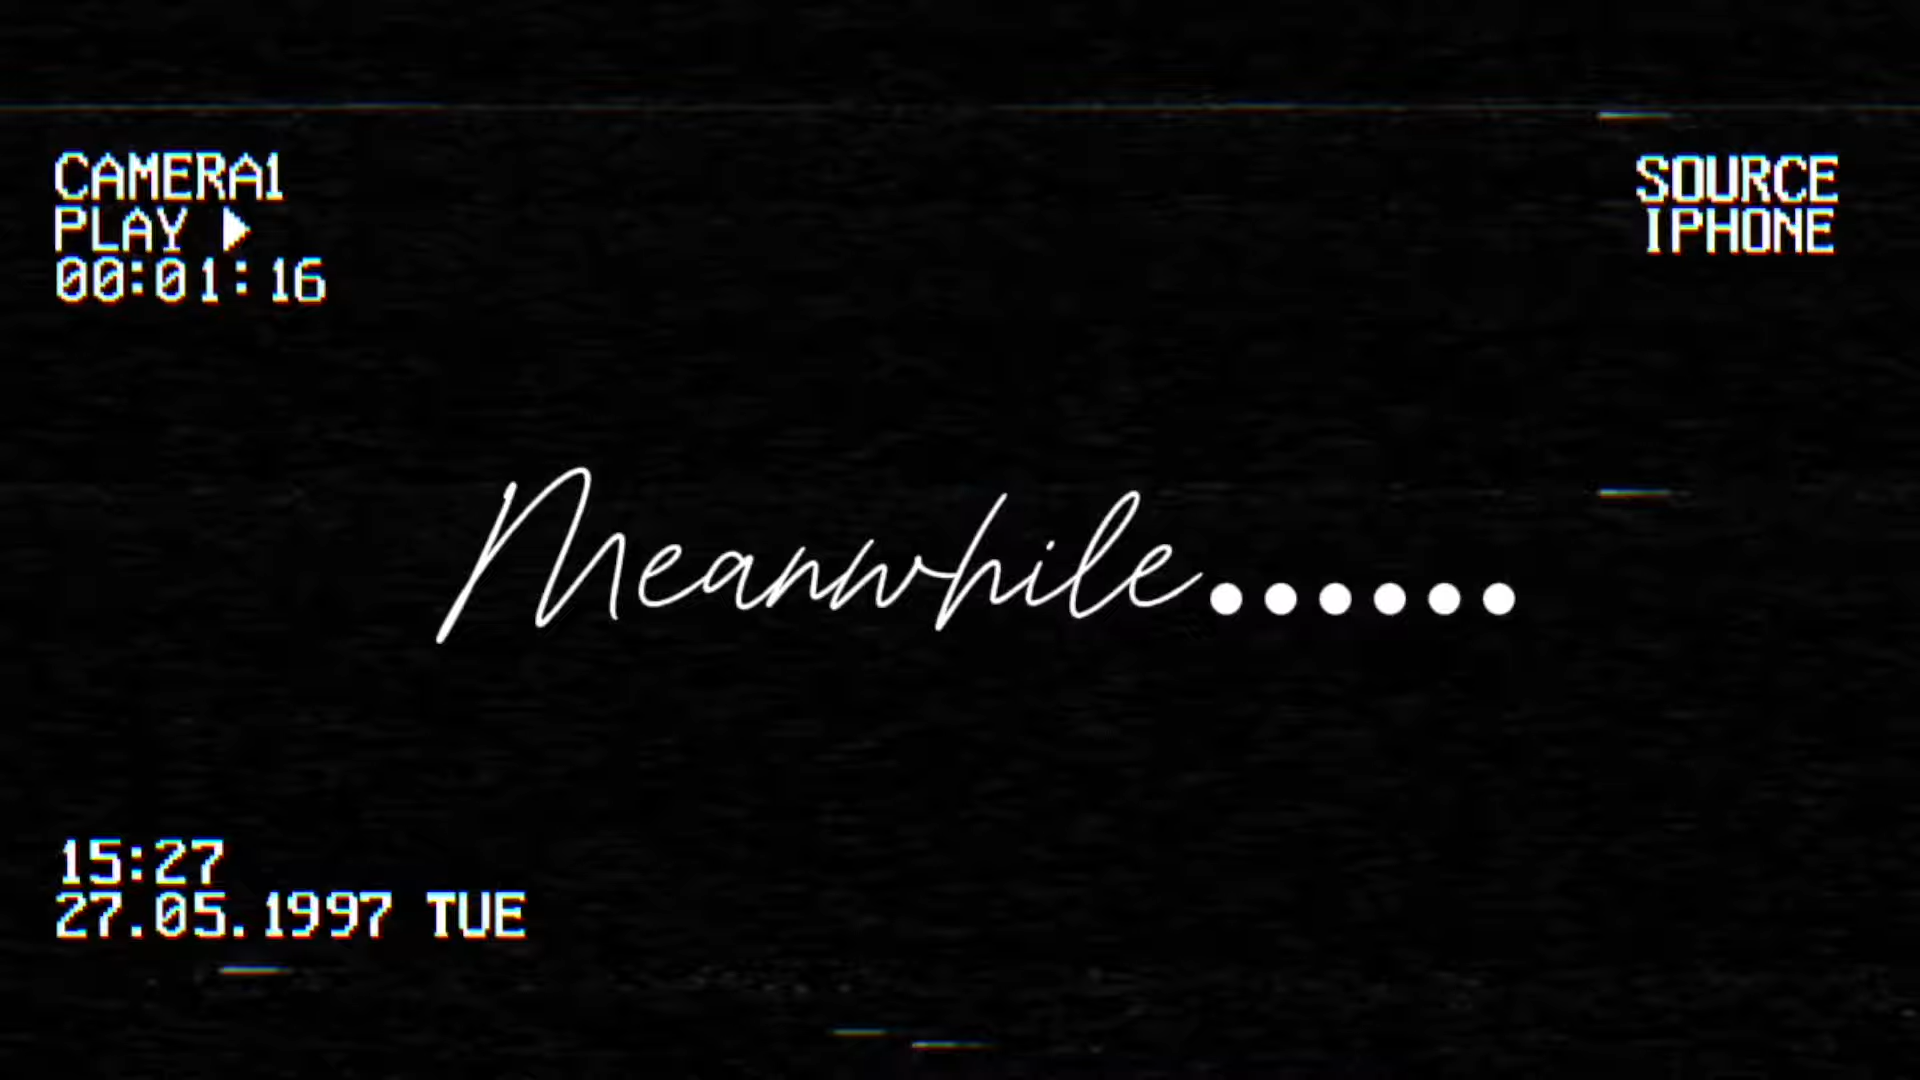 CAMERA1
PLAY ▶
00:01:16
SOURCE
IPHONE
Meanwhile......
15:27
27.05.1997 TUE